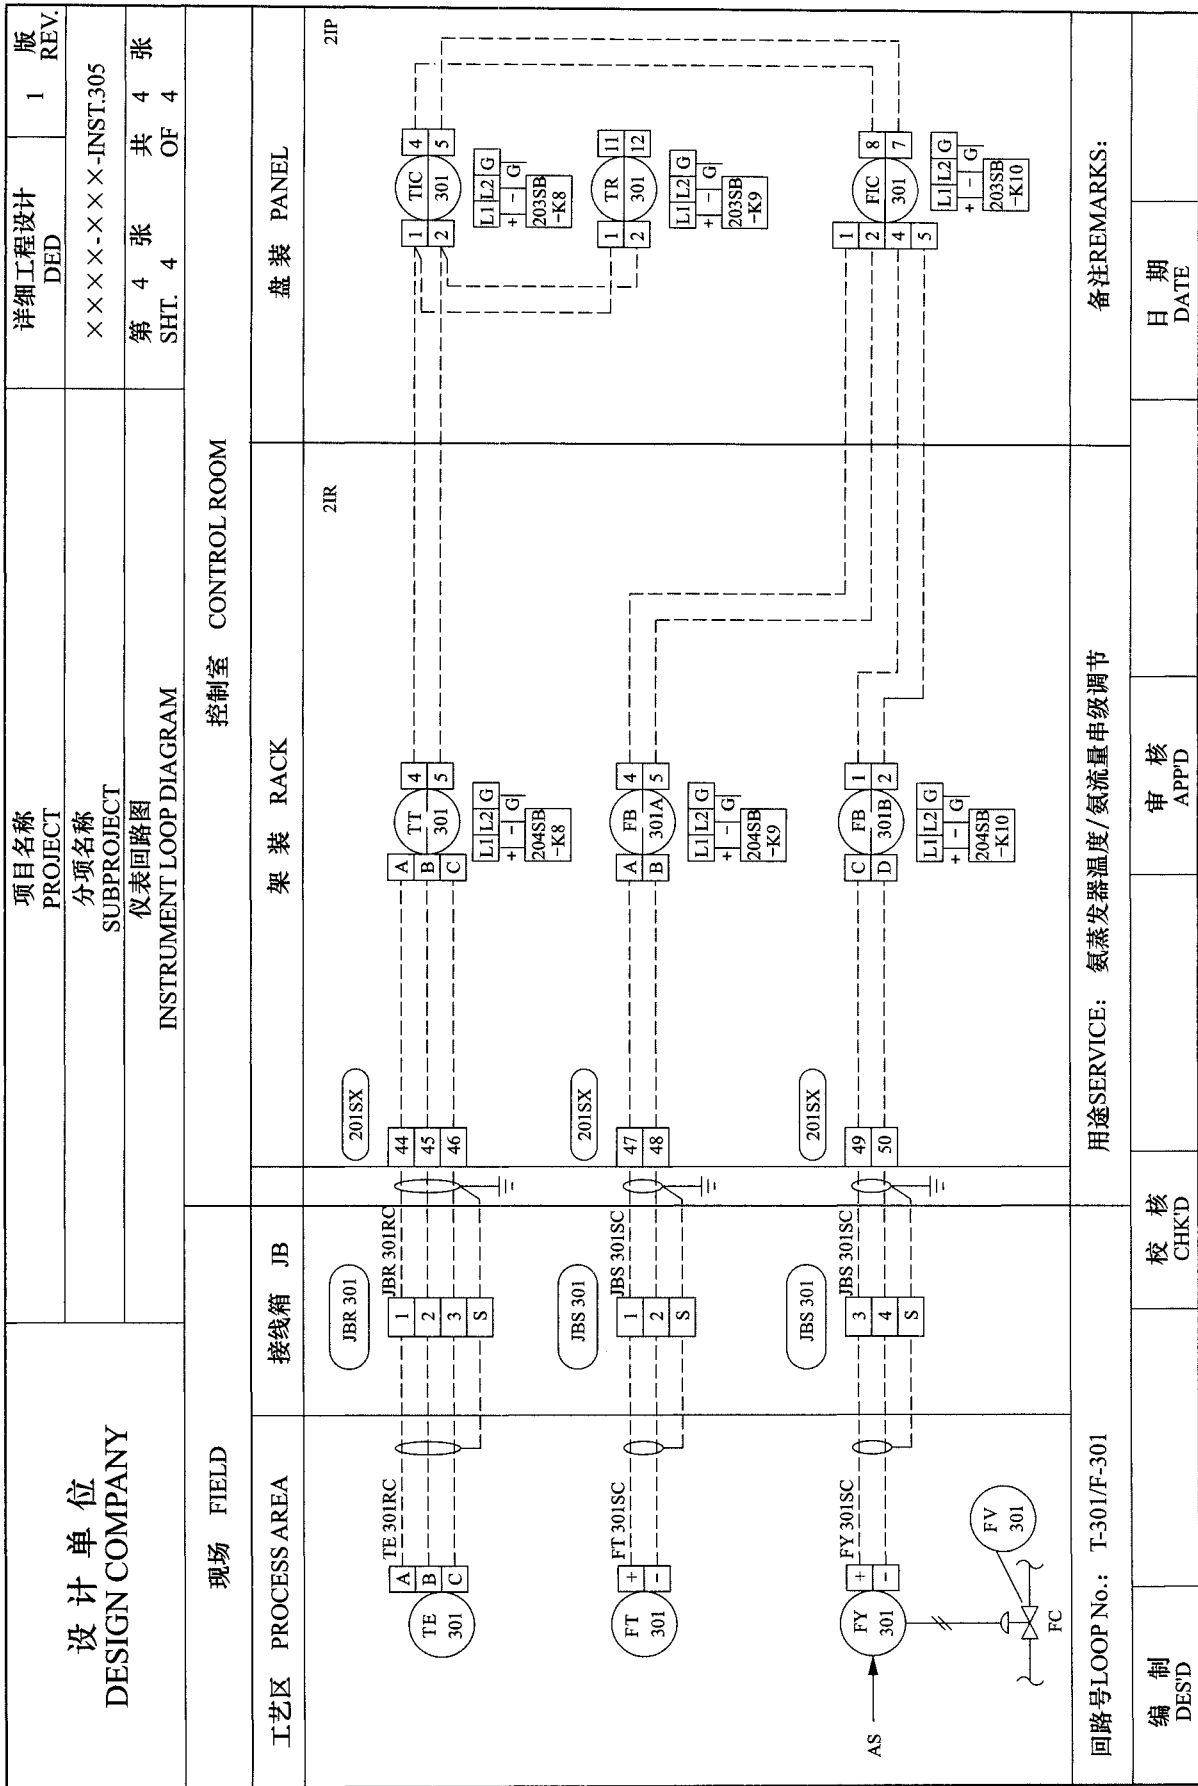 设计单位
DESIGN COMPANY
项目名称
PROJECT
分项名称
SUBPROJECT
仪表回路图
INSTRUMENT LOOP DIAGRAM
详细工程设计
DED
1
版
REV.
××××-×××-INST.305
第 4 张 共 4 张
SHT. 4 OF 4
现场 FIELD
控制室 CONTROL ROOM
工艺区 PROCESS AREA
接线箱 JB
架装 RACK
盘装 PANEL
2IR
2IP
TE
301
A
B
C
TE 301RC
JBR 301
1
2
3
S
JBR 301RC
201SX
44
45
46
A
B
C
TT
301
4
5
L1 L2 G
+ - G
204SB
-K8
1
2
TIC
301
4
5
L1 L2 G
+ - G
203SB
-K8
1
2
TR
301
11
12
L1 L2 G
+ - G
203SB
-K9
FT
301
+
-
FT 301SC
JBS 301
1
2
S
JBS 301SC
201SX
47
48
A
B
FB
301A
4
5
L1 L2 G
+ - G
204SB
-K9
1
2
4
5
FIC
301
8
7
L1 L2 G
+ - G
203SB
-K10
AS
FY
301
+
-
FY 301SC
JBS 301
3
4
S
JBS 301SC
201SX
49
50
C
D
FB
301B
1
2
L1 L2 G
+ - G
204SB
-K10
FV
301
FC
回路号LOOP No.: T-301/F-301
用途SERVICE: 氨蒸发器温度/氨流量串级调节
备注REMARKS:
编制
DES'D
校核
CHK'D
审核
APP'D
日期
DATE